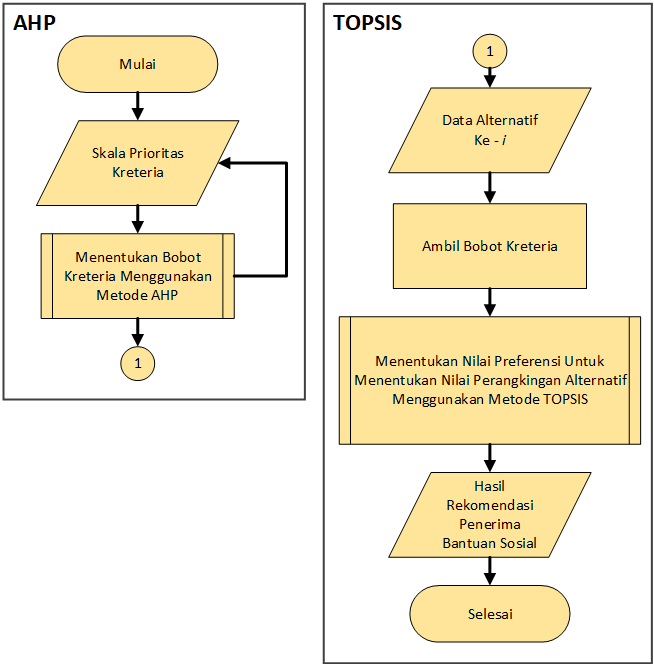 AHP
Mulai
Skala Prioritas
Kreteria
Menentukan Bobot
Kreteria Menggunakan
Metode AHP
1
TOPSIS
1
Data Alternatif
Ke - i
Ambil Bobot Kreteria
Menentukan Nilai Preferensi Untuk
Menentukan Nilai Perangkingan Alternatif
Menggunakan Metode TOPSIS
Hasil
Rekomendasi
Penerima
Bantuan Sosial
Selesai